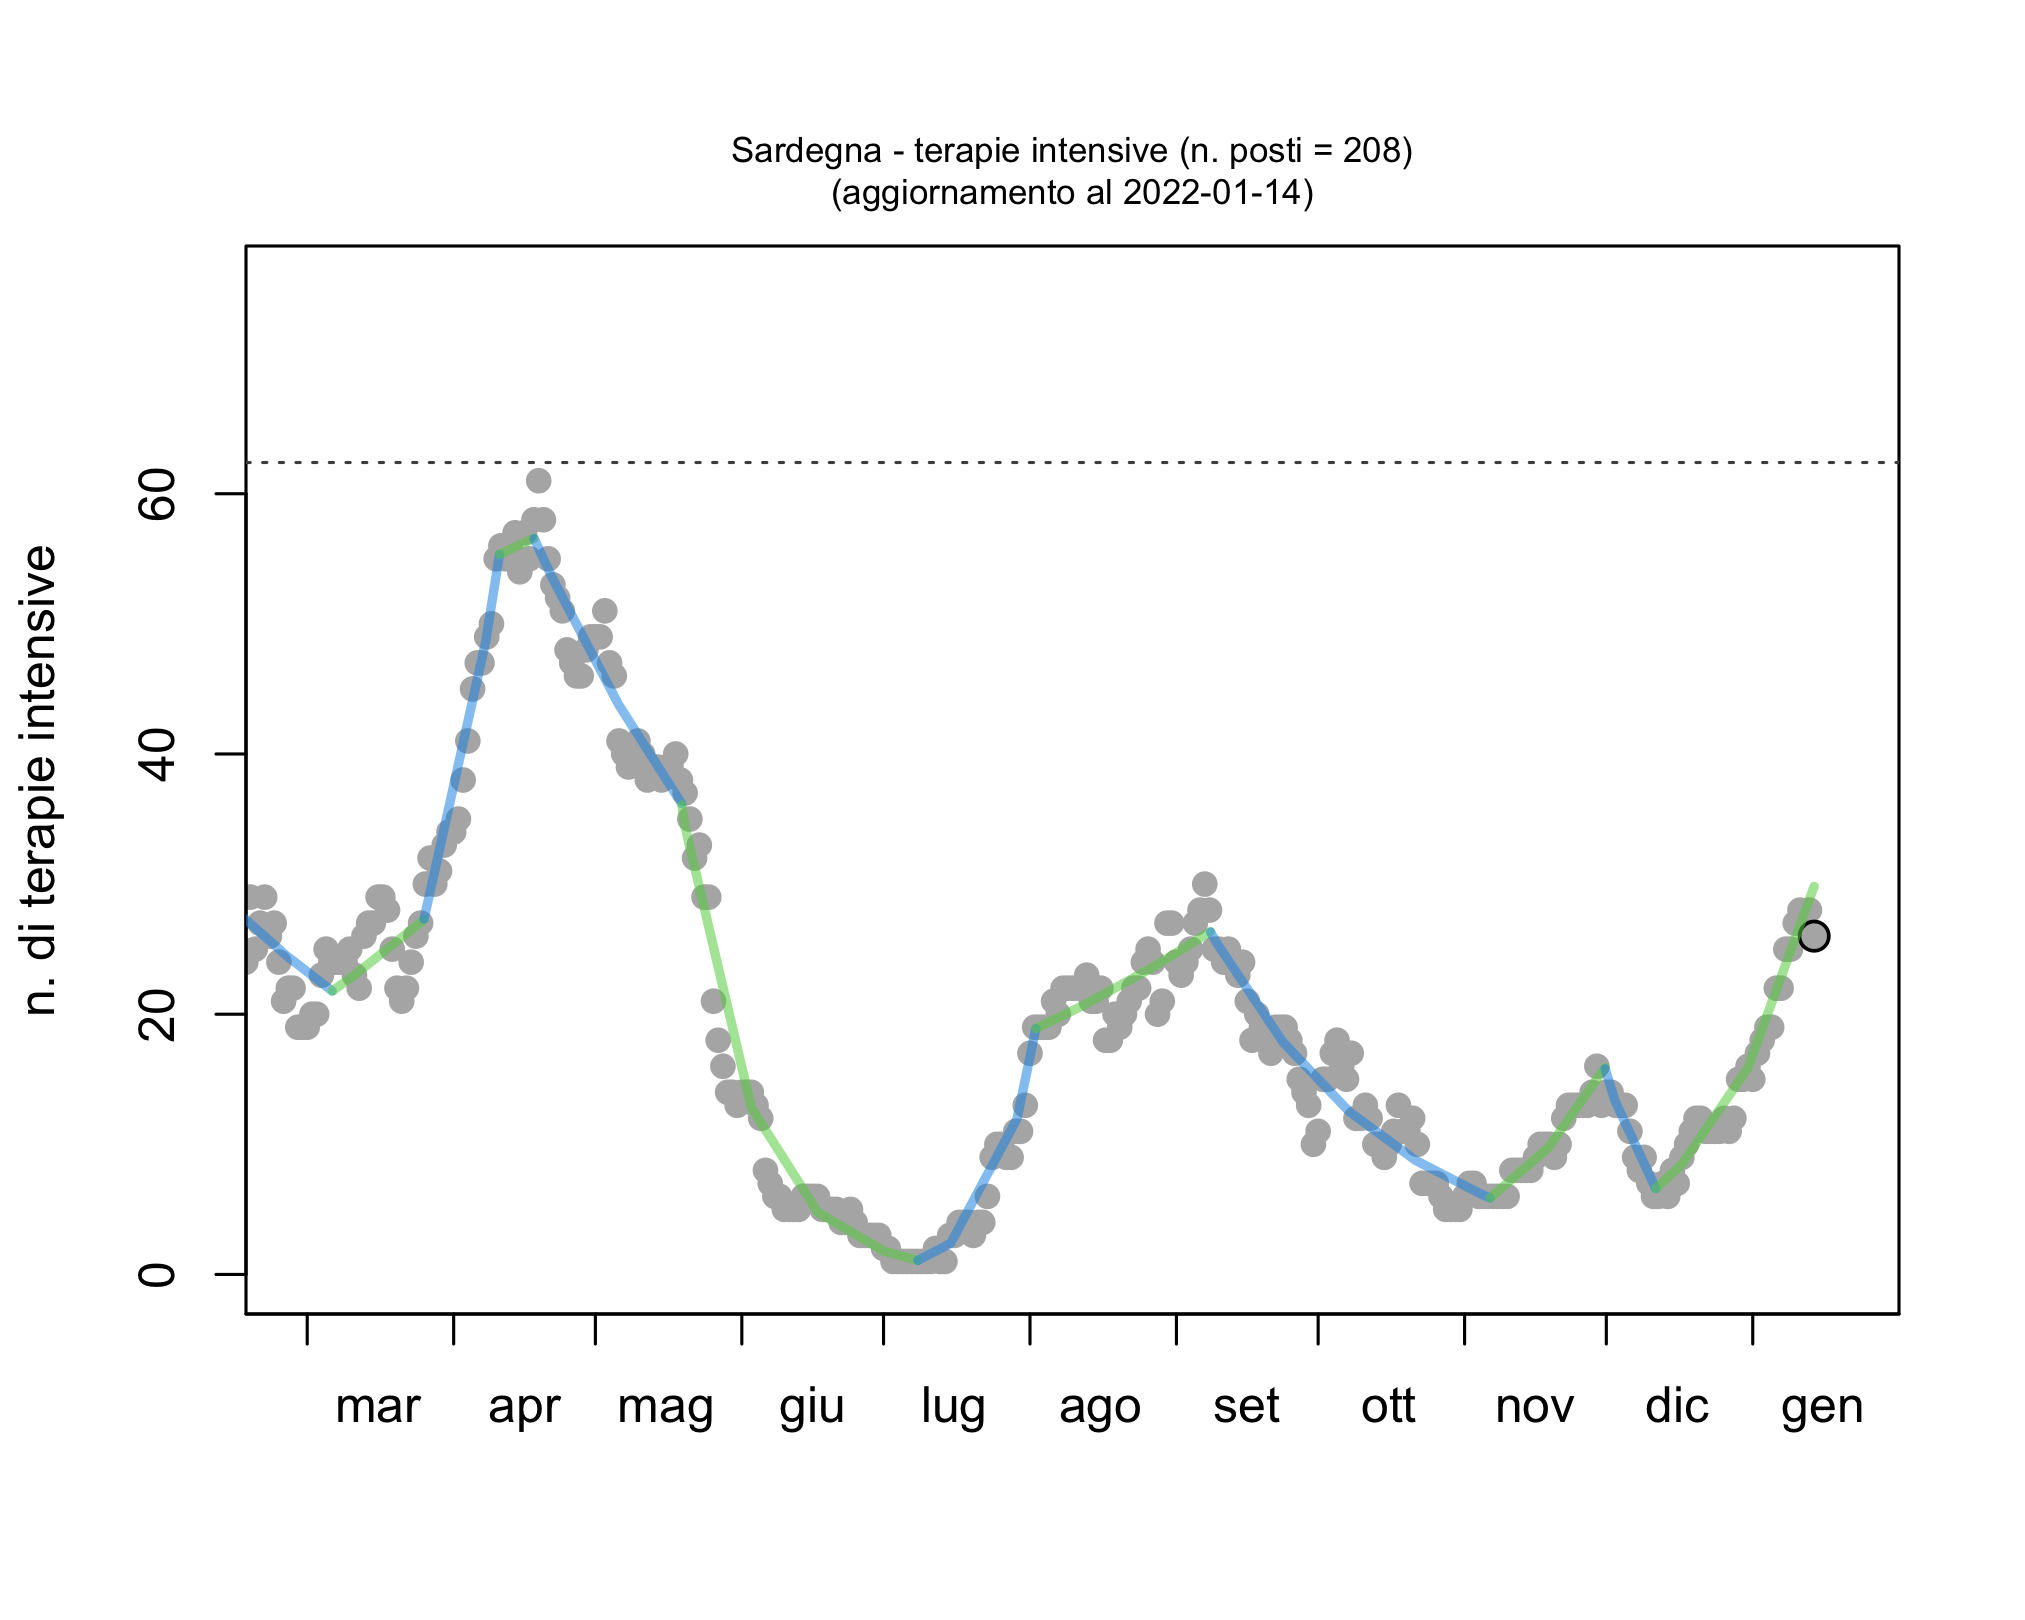 Sardegna - terapie intensive (n. posti = 208)
(aggiornamento al 2022-01-14)
n. di terapie intensive
60
40
20
0
mar apr mag giu lug ago set ott nov dic gen